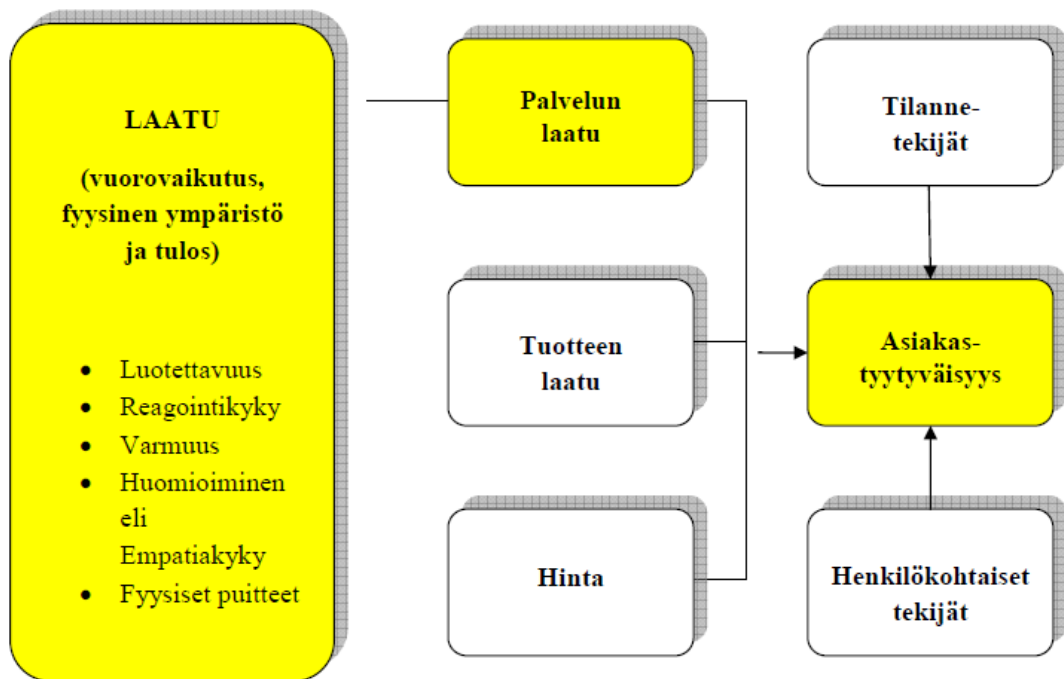 LAATU
(vuorovaikutus,
fyysinen ympäristö
ja tulos)
• Luotettavuus
• Reagointikyky
• Varmuus
• Huomioiminen
eli
Empatiakyky
• Fyysiset puitteet
Palvelun
laatu
Tuotteen
laatu
Hinta
Tilanne-
tekijät
Asiakas-
tyytyväisyys
Henkilökohtaiset
tekijät